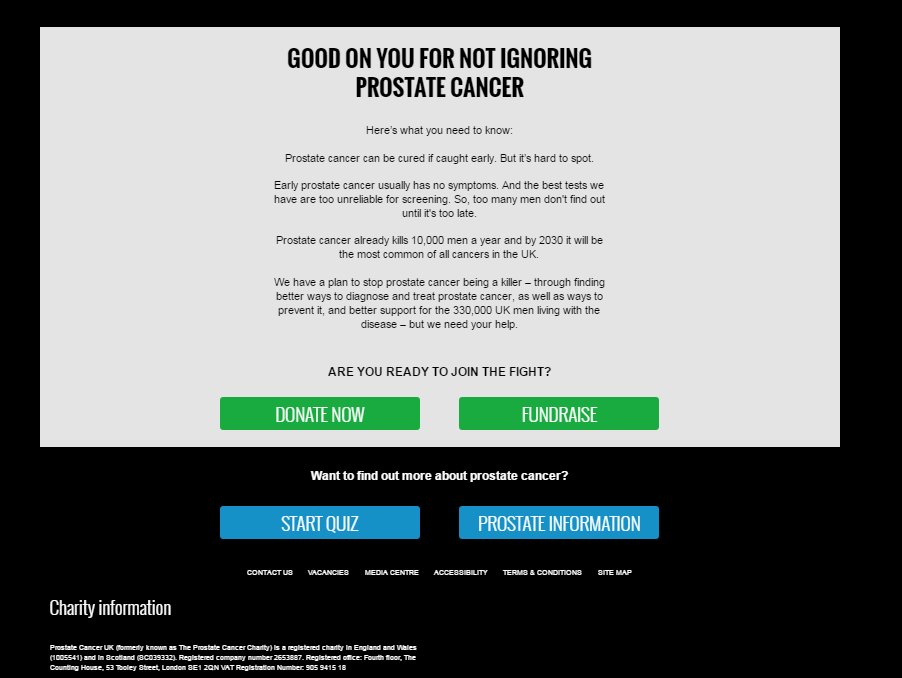 GOOD ON YOU FOR NOT IGNORING
PROSTATE CANCER
Here's what you need to know:
Prostate cancer can be cured if caught early. But it's hard to spot.
Early prostate cancer usually has no symptoms. And the best tests we
have are too unreliable for screening. So, too many men don't find out
until it's too late.
Prostate cancer already kills 10,000 men a year and by 2030 it will be
the most common of all cancers in the UK.
We have a plan to stop prostate cancer being a killer – through finding
better ways to diagnose and treat prostate cancer, as well as ways to
prevent it, and better support for the 330,000 UK men living with the
disease – but we need your help.
ARE YOU READY TO JOIN THE FIGHT?
DONATE NOW
FUNDRAISE
Want to find out more about prostate cancer?
START QUIZ
PROSTATE INFORMATION
CONTACT US VACANCIES MEDIA CENTRE ACCESSIBILITY TERMS & CONDITIONS SITE MAP
Charity information
Prostate Cancer UK (formerly known as The Prostate Cancer Charity) is a registered charity in England and Wales
(1005541) and in Scotland (SC039332). Registered company number 2653887. Registered office: Fourth floor, The
Counting House, 53 Tooley Street, London SE1 2QN VAT Registration Number: 905 9415 18